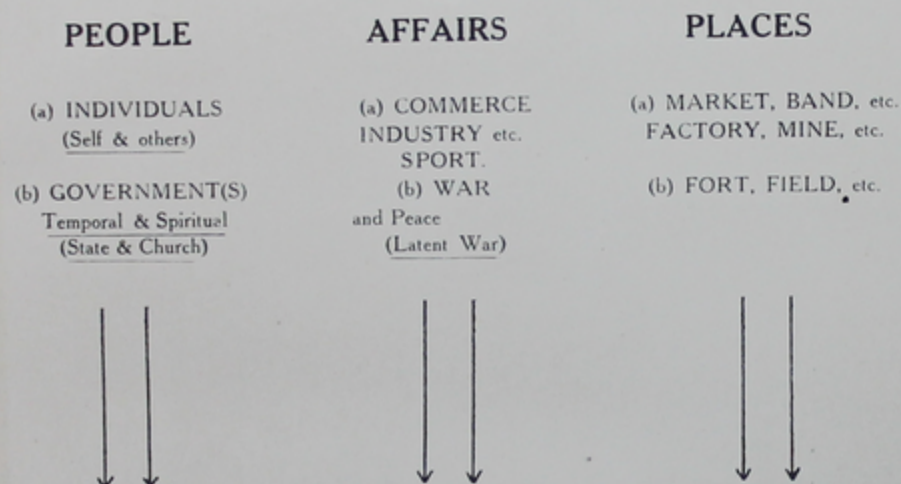 PEOPLE
(a) INDIVIDUALS
(Self & others)
(b) GOVERNMENT(S)
Temporal & Spiritual
(State & Church)
AFFAIRS
(a) COMMERCE
INDUSTRY etc.
SPORT.
(b) WAR
and Peace
(Latent War)
PLACES
(a) MARKET, BAND, etc.
FACTORY, MINE, etc.
(b) FORT, FIELD, etc.